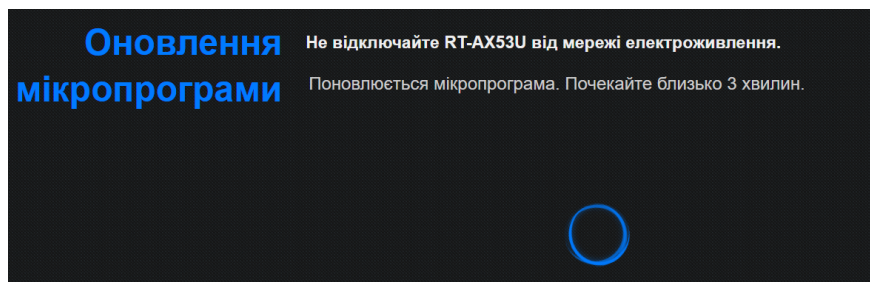 Оновлення
мікропрограми
Не відключайте RT-AX53U від мережі електроживлення.
Поновлюється мікропрограма. Почекайте близько 3 хвилин.